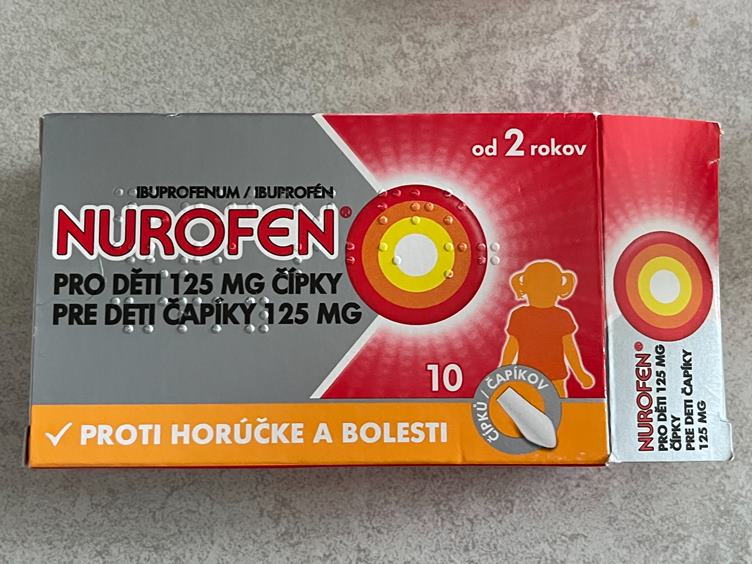 od 2 rokov
IBUPROFENUM / IBUPROFÉN
NUROFEN®
PRO DĚTI 125 MG ČÍPKY
PRE DETI ČAPÍKY 125 MG
10
ČÍPKŮ / ČAPÍKOV
✓ PROTI HORÚČKE A BOLESTI
NUROFEN®
PRO DĚTI 125 MG
ČÍPKY
PRE DETI ČAPÍKY
125 MG